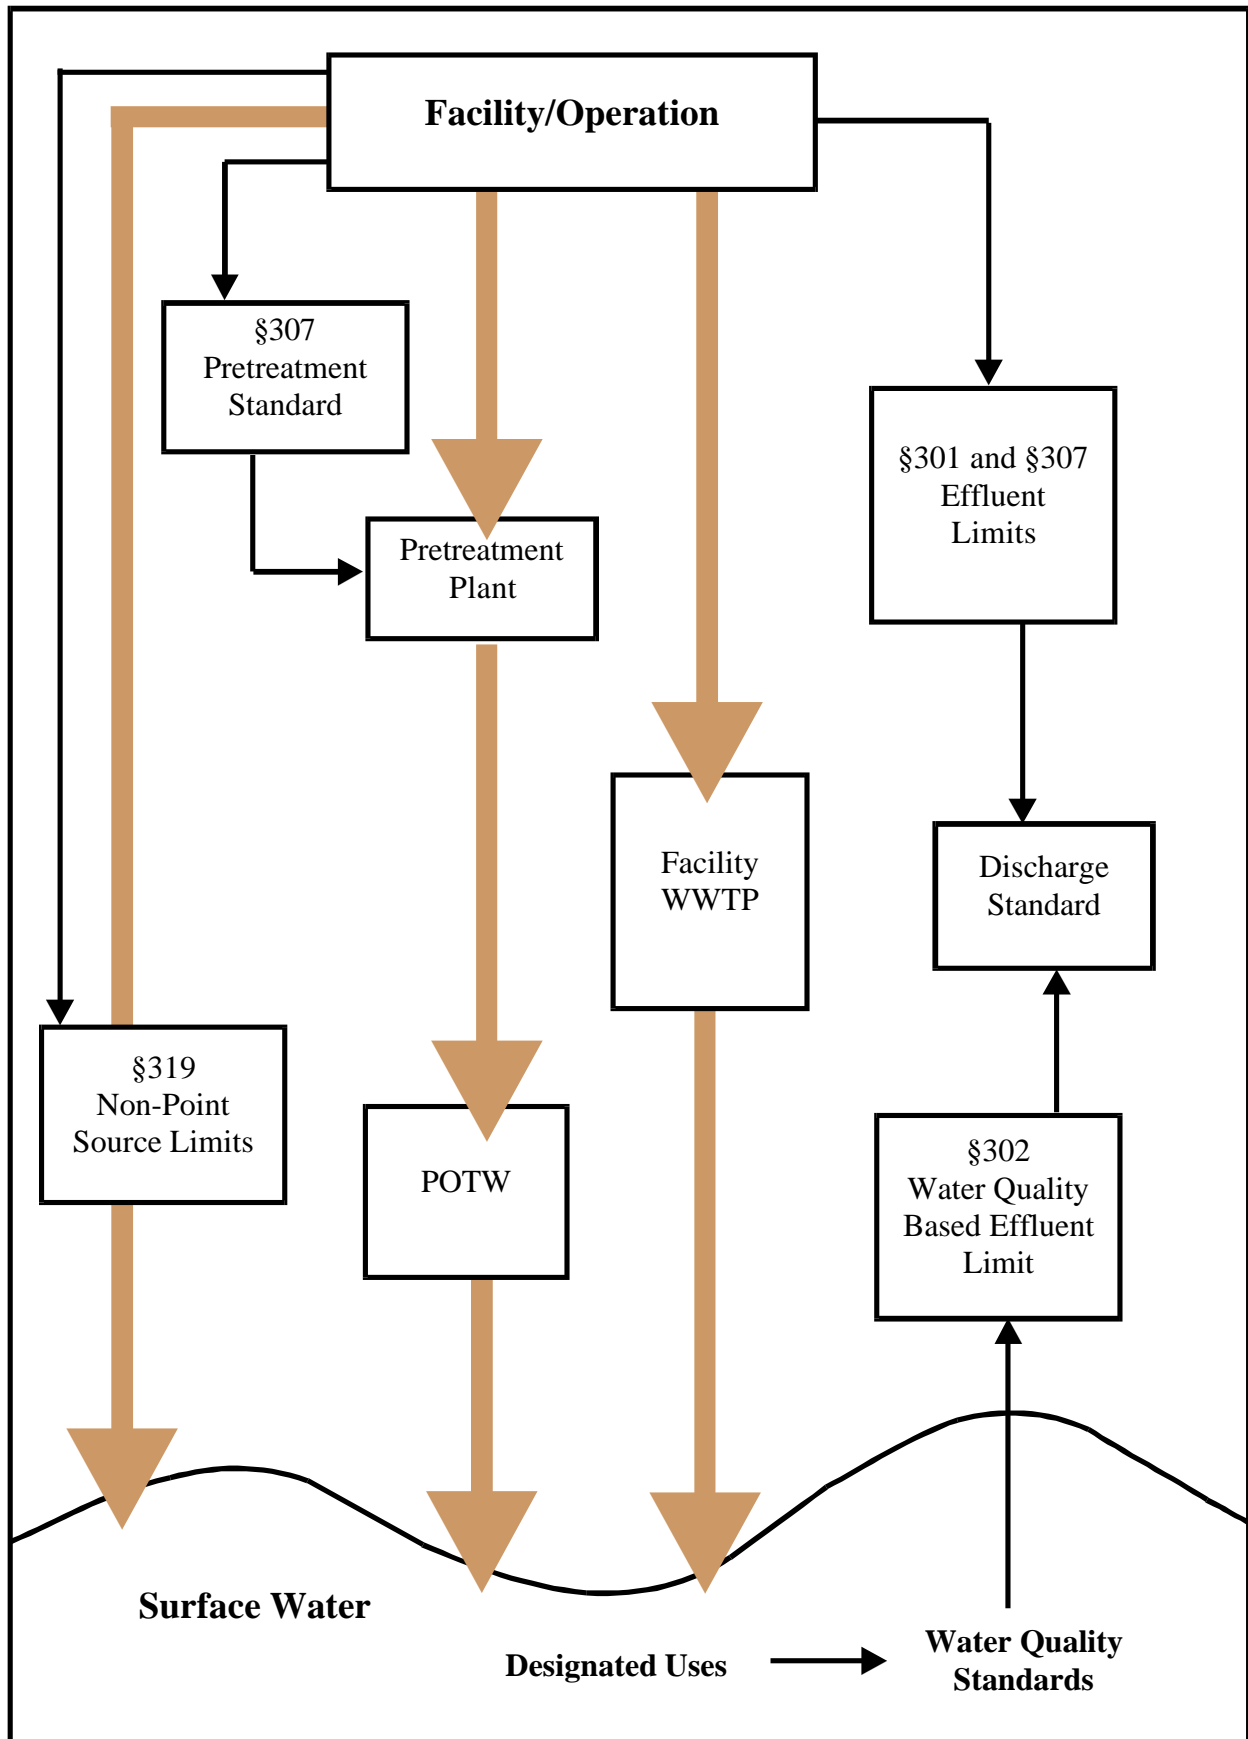 Facility/Operation
§307
Pretreatment
Standard
§301 and §307
Effluent
Limits
Pretreatment
Plant
Facility
WWTP
Discharge
Standard
§319
Non-Point
Source Limits
POTW
§302
Water Quality
Based Effluent
Limit
Surface Water
Designated Uses
Water Quality
Standards